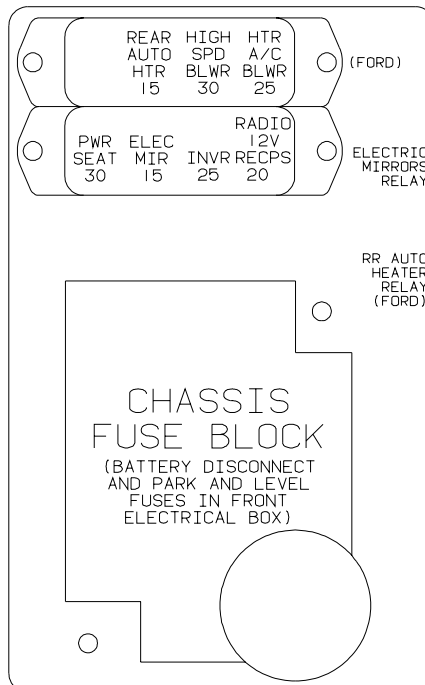 REAR HIGH HTR
AUTO SPD A/C
HTR BLWR BLWR
15 30 25
(FORD)
RADIO
PWR ELEC 12V
SEAT MIR INVR RECPS
30 15 25 20
ELECTRIC
MIRRORS
RELAY
RR AUTO
HEATER
RELAY
(FORD)
CHASSIS
FUSE BLOCK
(BATTERY DISCONNECT
AND PARK AND LEVEL
FUSES IN FRONT
ELECTRICAL BOX)